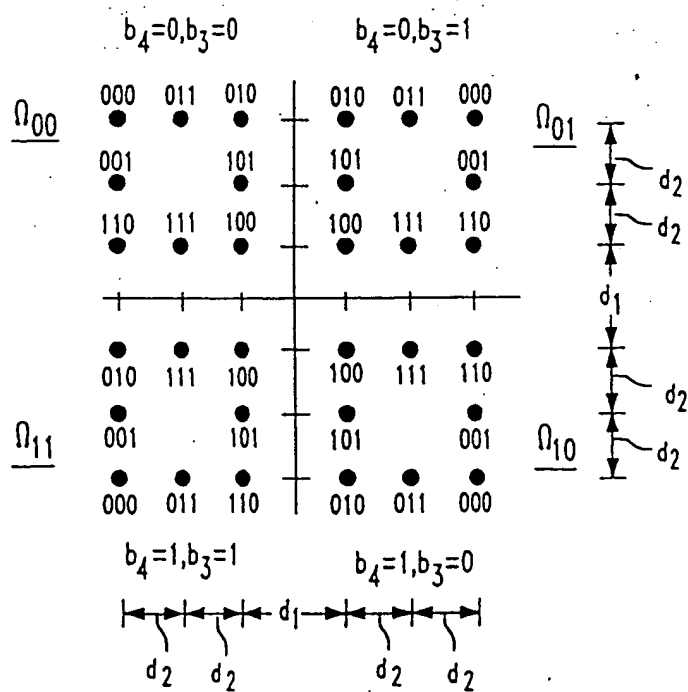 b4=0,b3=0 b4=0,b3=1
000 011 010 010 011 000
Ω00 Ω01
001 101 101 001
d2
110 111 100 100 111 110
d2
d1
010 111 100 100 111 110
d2
Ω11 001 101 101 001 Ω10
d2
000 011 110 010 011 000
b4=1,b3=1 b4=1,b3=0
d1
d2 d2 d2 d2